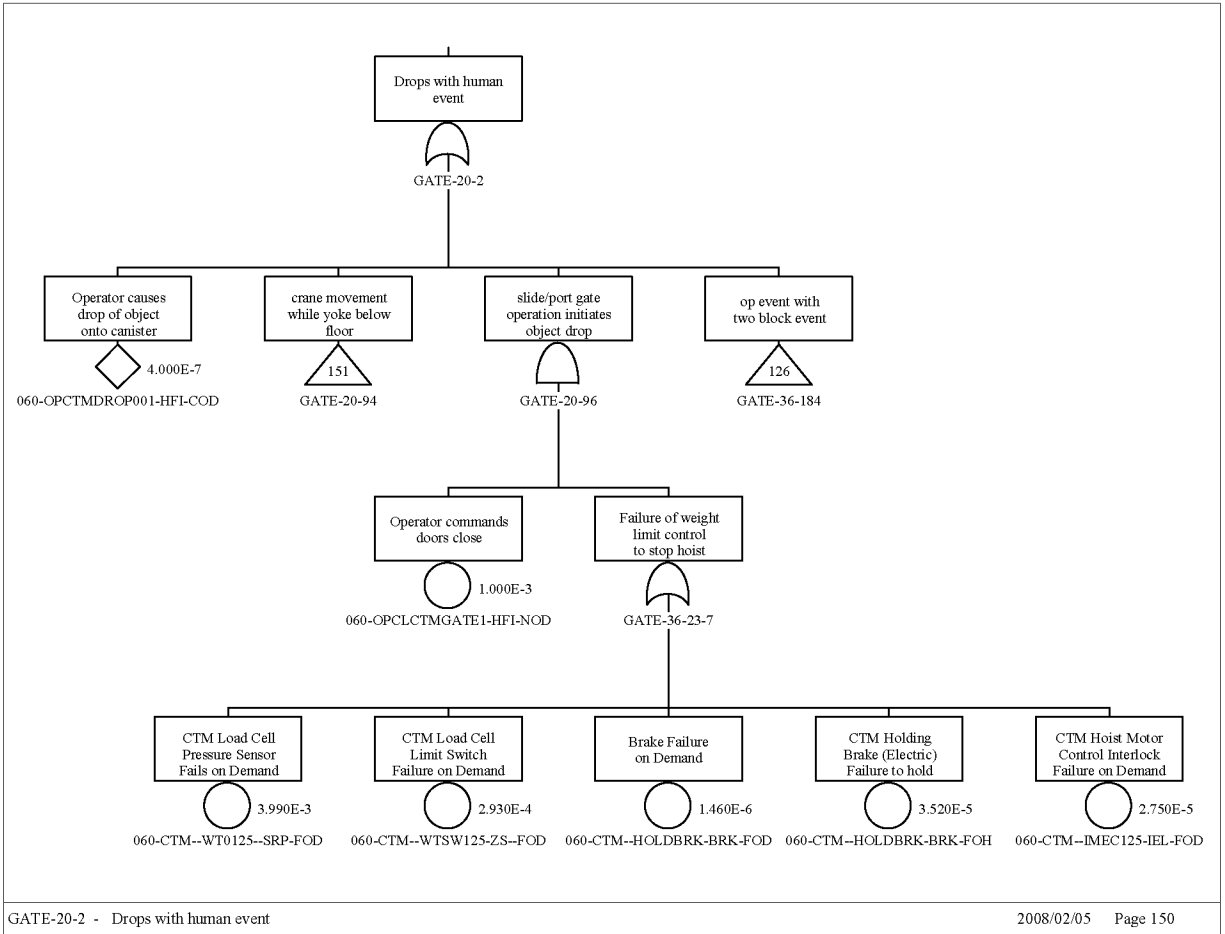 Drops with human
event
GATE-20-2
Operator causes
drop of object
onto canister
4.000E-7
060-OPCTMDROP001-HFI-COD
crane movement
while yoke below
floor
151
GATE-20-94
slide/port gate
operation initiates
object drop
GATE-20-96
op event with
two block event
126
GATE-36-184
Operator commands
doors close
1.000E-3
060-OPCLCTMGATE1-HFI-NOD
Failure of weight
limit control
to stop hoist
GATE-36-23-7
CTM Load Cell
Pressure Sensor
Fails on Demand
3.990E-3
060-CTM--WT0125--SRP-FOD
CTM Load Cell
Limit Switch
Failure on Demand
2.930E-4
060-CTM--WTSW125-ZS--FOD
Brake Failure
on Demand
1.460E-6
060-CTM--HOLDBRK-BRK-FOD
CTM Holding
Brake (Electric)
Failure to hold
3.520E-5
060-CTM--HOLDBRK-BRK-FOH
CTM Hoist Motor
Control Interlock
Failure on Demand
2.750E-5
060-CTM--IMEC125-IEL-FOD
GATE-20-2 - Drops with human event
2008/02/05 Page 150